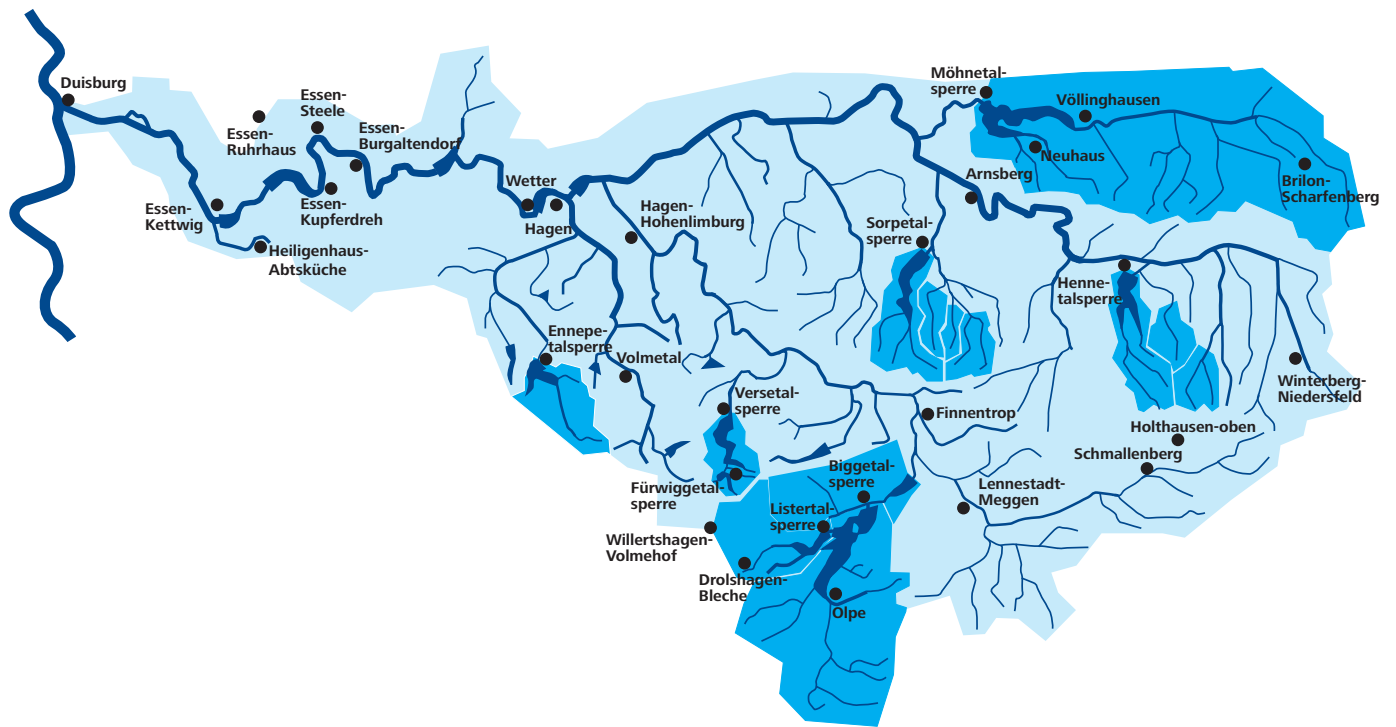 Duisburg
Essen-
Ruhrhaus
Essen-
Steele
Essen-
Burgaltendorf
Essen-
Kettwig
Essen-
Kupferdreh
Heiligenhaus-
Abtsküche
Wetter
Hagen
Hagen-
Hohenlimburg
Möhnetal-
sperre
Völlinghausen
Neuhaus
Brilon-
Scharfenberg
Arnsberg
Sorpetal-
sperre
Henne-
talsperre
Ennepe-
talsperre
Volmetal
Versetal-
sperre
Finnentrop
Winterberg-
Niedersfeld
Holthausen-oben
Schmallenberg
Fürwiggetal-
sperre
Biggetal-
sperre
Listertal-
sperre
Lennestadt-
Meggen
Willertshagen-
Volmehof
Drolshagen-
Bleche
Olpe